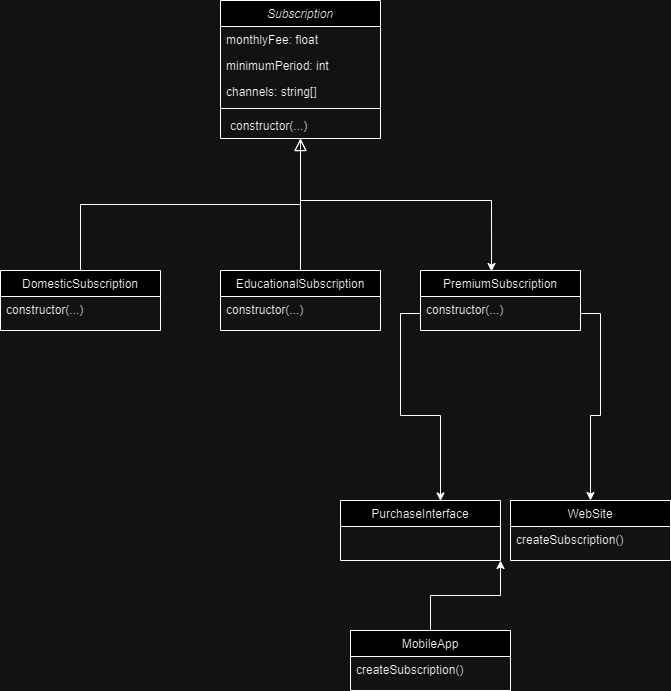 Subscription
monthlyFee: float
minimumPeriod: int
channels: string[]
constructor(...)
DomesticSubscription
constructor(...)
EducationalSubscription
constructor(...)
PremiumSubscription
constructor(...)
PurchaseInterface
WebSite
createSubscription()
MobileApp
createSubscription()